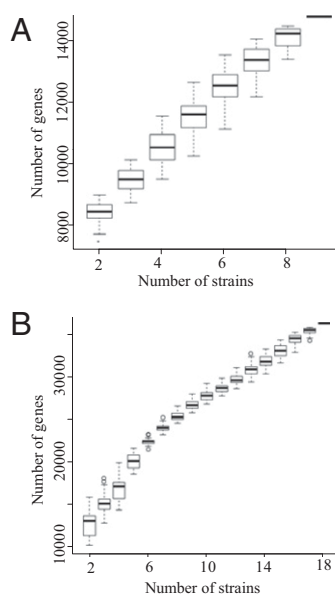 A
Number of genes
14000
12000
10000
8000
2 4 6 8
Number of strains
B
Number of genes
30000
20000
10000
2 6 10 14 18
Number of strains